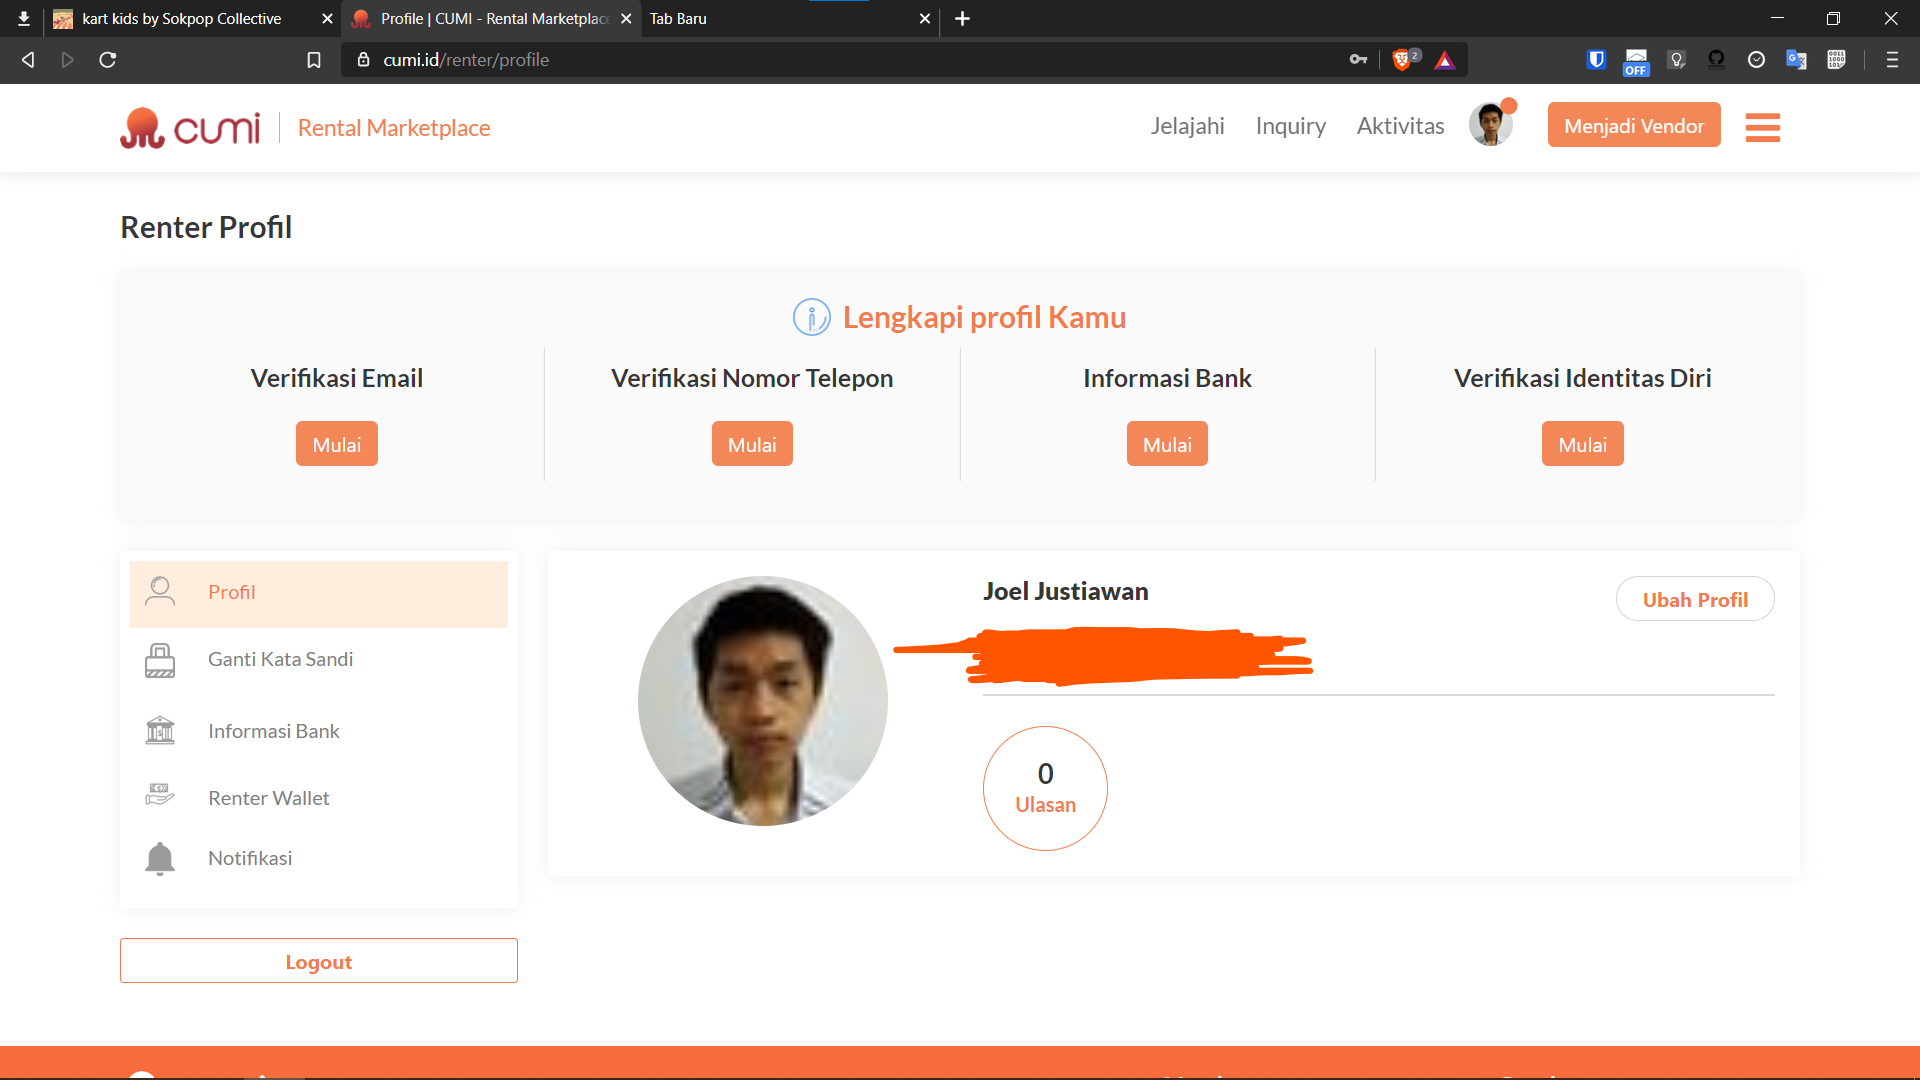 kart kids by Sokpop Collective
Profile | CUMI - Rental Marketplace
Tab Baru
cumi.id/renter/profile
2
OFF
cumi
Rental Marketplace
Jelajahi
Inquiry
Aktivitas
Menjadi Vendor
Renter Profil
Lengkapi profil Kamu
Verifikasi Email
Verifikasi Nomor Telepon
Informasi Bank
Verifikasi Identitas Diri
Mulai
Mulai
Mulai
Mulai
Profil
Ganti Kata Sandi
Informasi Bank
Renter Wallet
Notifikasi
Logout
Joel Justiawan
Ubah Profil
0
Ulasan